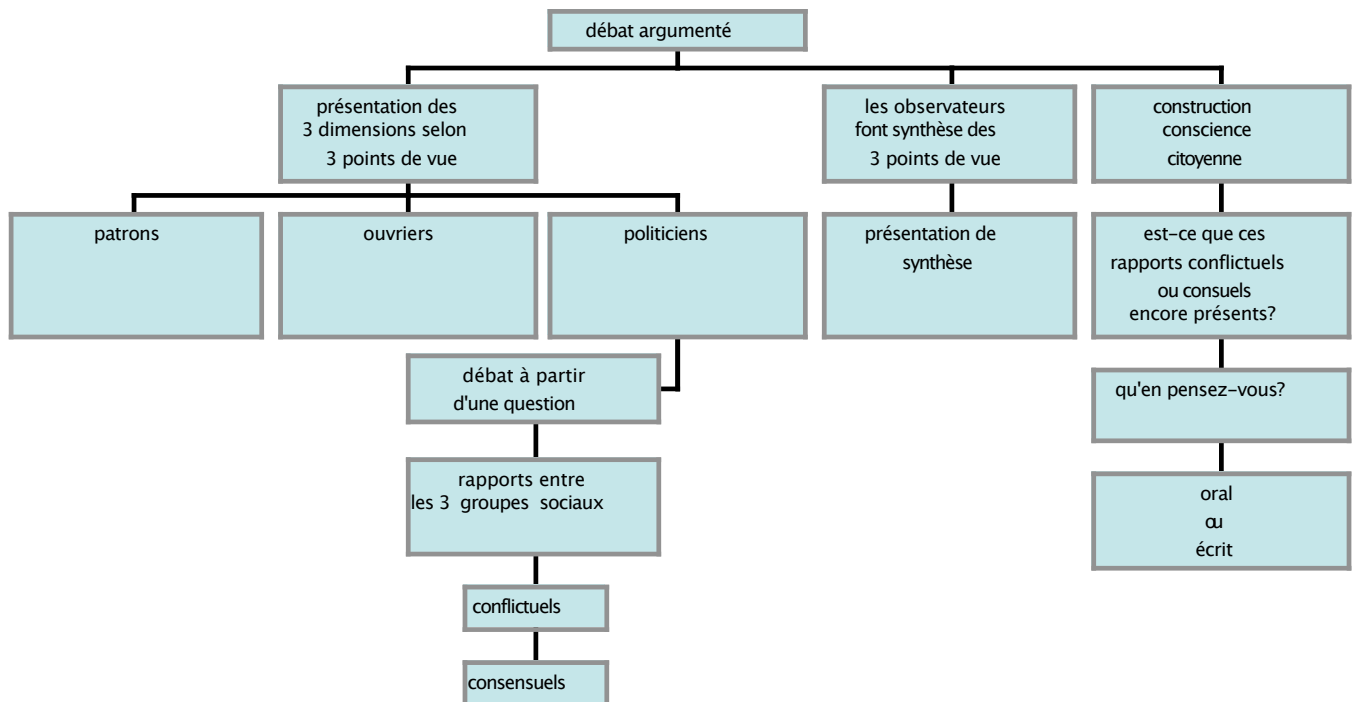 débat argumenté
présentation des
3 dimensions selon
3 points de vue
les observateurs
font synthèse des
3 points de vue
construction
conscience
citoyenne
patrons
ouvriers
politiciens
présentation de
synthèse
est-ce que ces
rapports conflictuels
ou consuels
encore présents?
débat à partir
d'une question
qu'en pensez-vous?
rapports entre
les 3 groupes sociaux
oral
ou
écrit
conflictuels
consensuels